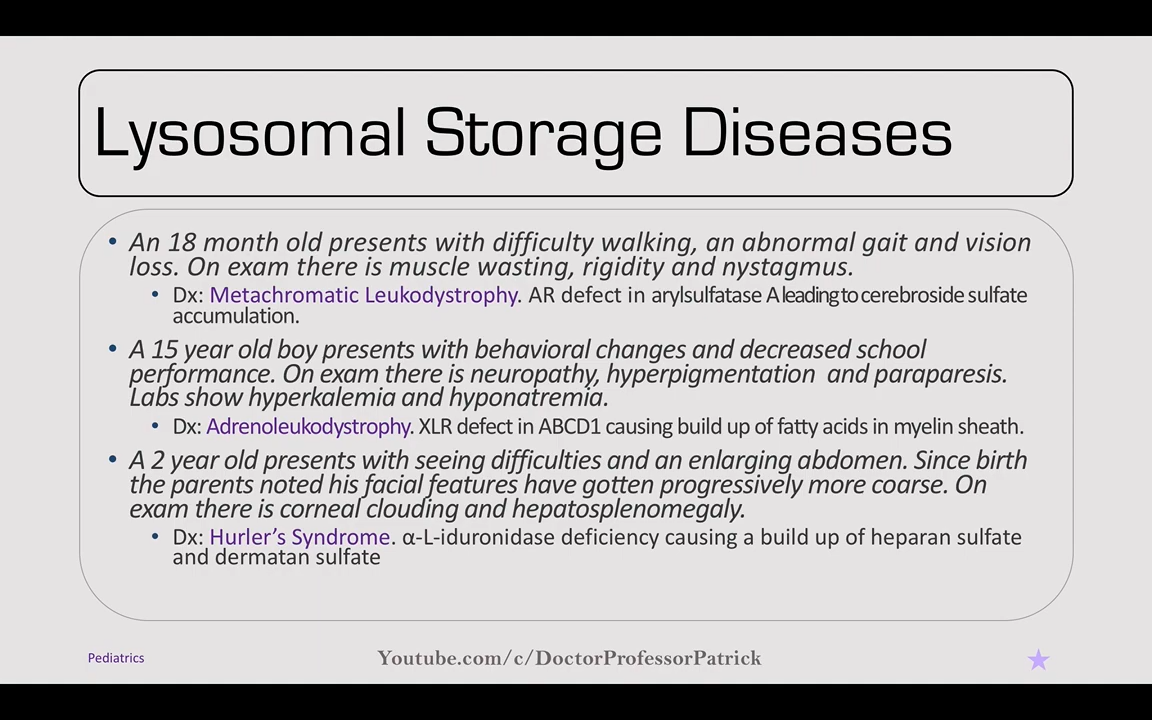 Lysosomal Storage Diseases
• An 18 month old presents with difficulty walking, an abnormal gait and vision
loss. On exam there is muscle wasting, rigidity and nystagmus.
• Dx: Metachromatic Leukodystrophy. AR defect in arylsulfatase A leading to cerebroside sulfate
accumulation.
• A 15 year old boy presents with behavioral changes and decreased school
performance. On exam there is neuropathy, hyperpigmentation and paraparesis.
Labs show hyperkalemia and hyponatremia.
• Dx: Adrenoleukodystrophy. XLR defect in ABCD1 causing build up of fatty acids in myelin sheath.
• A 2 year old presents with seeing difficulties and an enlarging abdomen. Since birth
the parents noted his facial features have gotten progressively more coarse. On
exam there is corneal clouding and hepatosplenomegaly.
• Dx: Hurler’s Syndrome. α-L-iduronidase deficiency causing a build up of heparan sulfate
and dermatan sulfate
Pediatrics
Youtube.com/c/DoctorProfessorPatrick